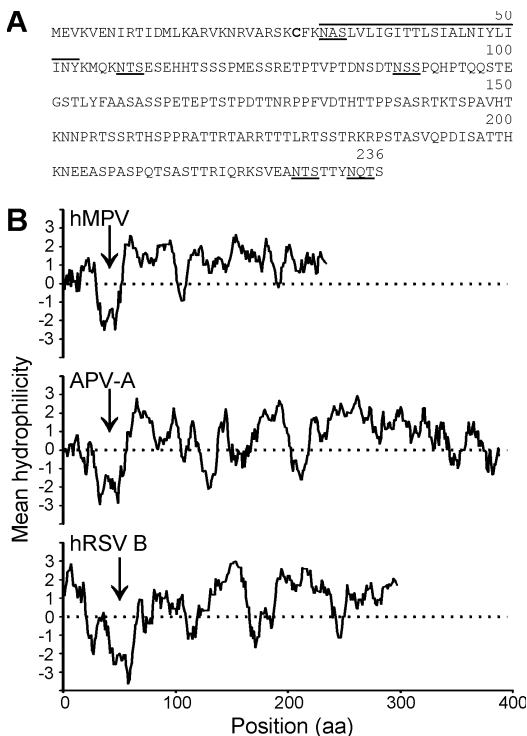 A
50
MEVKVENIRTIDMLKARVKNRVARSKCFKNASLVLIGITTLSIALNIYLI
100
INYKMQKNTSESEHHTSSSPMESSRETPTVPTDNSDTNSSPQHPTQQSTE
150
GSTLYFAASASSPETEPTSTPDTTNRPPFVDTHTTPPSASRTKTSPAVHT
200
KNNPRTSSRTHSPPRATTRTARRTTTLRTSSTRKRPSTASVQPDISATTH
236
KNEEASPASPQTSASTTRIQRKSVEANTSTTYNQTS
B
hMPV
3
2
1
0
-1
-2
-3
APV-A
3
2
1
0
-1
-2
-3
hRSV B
3
2
1
0
-1
-2
-3
Mean hydrophilicity
0 100 200 300 400
Position (aa)